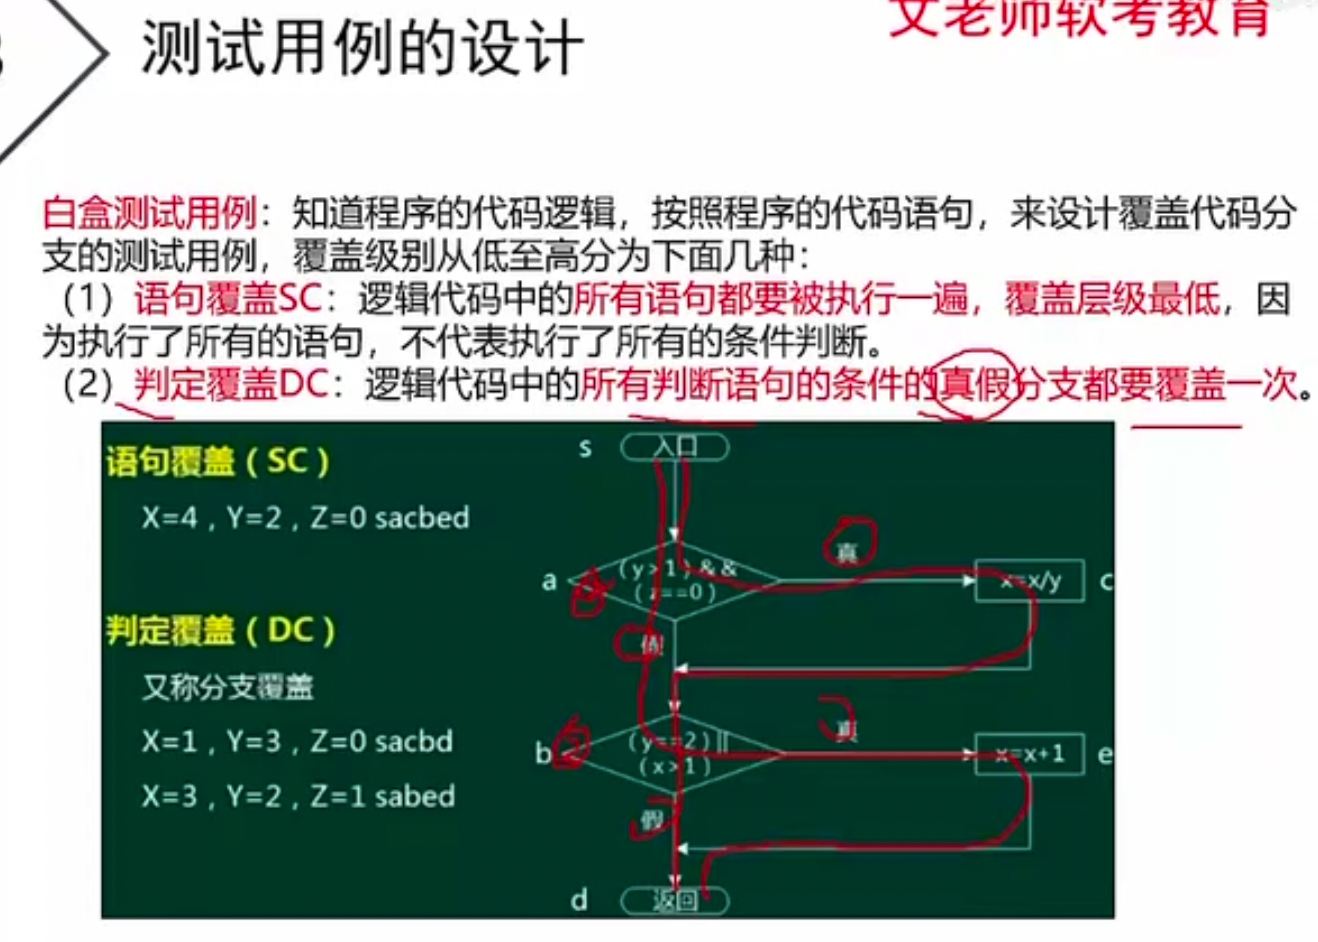 文老师软考教育
测试用例的设计
白盒测试用例：知道程序的代码逻辑，按照程序的代码语句，来设计覆盖代码分
支的测试用例，覆盖级别从低至高分为下面几种：
（1）语句覆盖SC：逻辑代码中的所有语句都要被执行一遍，覆盖层级最低，因
为执行了所有的语句，不代表执行了所有的条件判断。
（2）判定覆盖DC：逻辑代码中的所有判断语句的条件的真假分支都要覆盖一次。
语句覆盖（SC）
X=4，Y=2，Z=0 sacbed
判定覆盖（DC）
又称分支覆盖
X=1，Y=3，Z=0 sacbd
X=3，Y=2，Z=1 sabed
s
入口
a
(y>1)&&
(z==0)
真
x=x/y
c
假
b
(y==2)||
(x>1)
真
x=x+1
e
假
d
返回